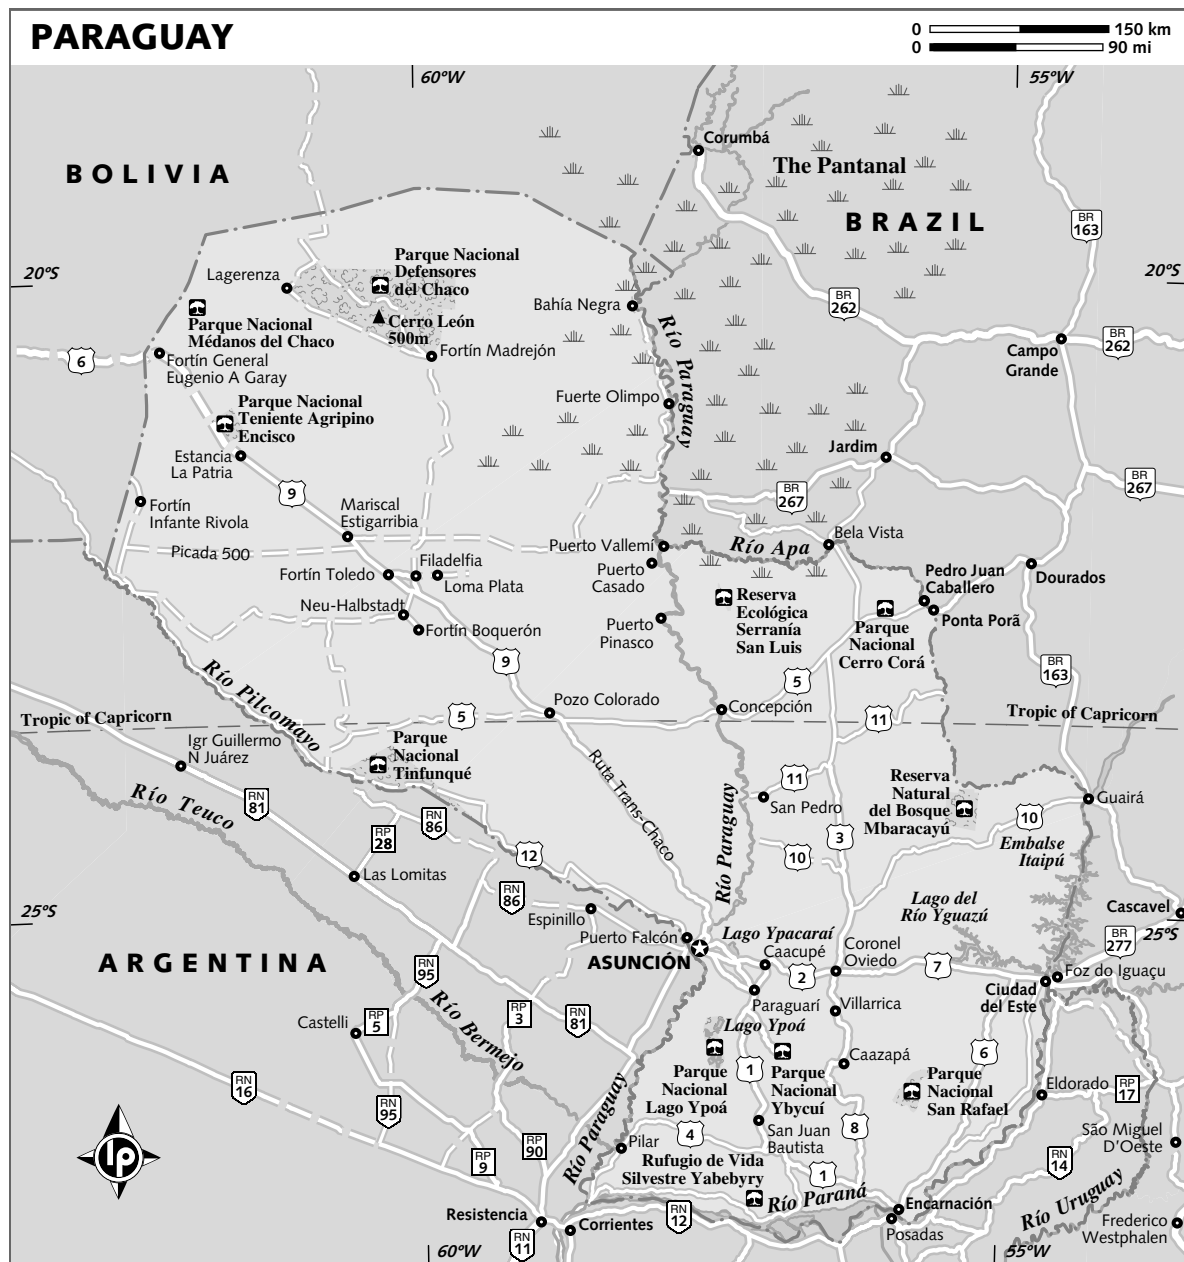 PARAGUAY
0 150 km
0 90 mi
60ºW
55ºW
Corumbá
The Pantanal
BOLIVIA
BRAZIL
BR
163
Parque Nacional
Defensores
del Chaco
20ºS
20ºS
Lagerenza
Bahía Negra
BR
262
Parque Nacional
Médanos del Chaco
Cerro León
500m
Río Paraguay
6
Fortín General
Eugenio A Garay
Fortín Madrejón
Campo
Grande
BR
262
Parque Nacional
Teniente Agripino
Encisco
Fuerte Olimpo
Estancia
La Patria
Jardim
9
BR
267
BR
267
Fortín
Infante Rivola
Mariscal
Estigarribia
Picada 500
Puerto Vallemí
Río Apa
Bela Vista
Fortín Toledo
Filadelfia
Loma Plata
Puerto
Casado
Pedro Juan
Caballero
Dourados
Neu-Halbstadt
Reserva
Ecológica
Serranía
San Luis
Ponta Porã
Fortín Boquerón
Puerto
Pinasco
Parque
Nacional
Cerro Corá
9
BR
163
Río Pilcomayo
5
Pozo Colorado
Concepción
Tropic of Capricorn
5
11
Tropic of Capricorn
Igr Guillermo
N Juárez
Parque
Nacional
Tinfunqué
Ruta Trans-Chaco
11
San Pedro
Reserva
Natural
del Bosque
Mbaracayú
Guairá
Río Teuco
RN
81
RN
86
RP
28
Río Paraguay
3
10
Embalse
Itaipú
12
10
Las Lomitas
RN
86
Lago del
Río Yguazú
25ºS
Espinillo
Cascavel
25ºS
Puerto Falcón
Lago Ypacaraí
BR
277
ASUNCIÓN
Caacupé
Coronel
Oviedo
ARGENTINA
RN
95
2
7
Foz do Iguaçu
Ciudad
del Este
Paraguarí
Villarrica
Río Bermejo
RP
3
RN
81
Castelli
RP
5
Lago Ypoá
Caazapá
6
RN
16
RN
95
1
Parque
Nacional
Lago Ypoá
Parque
Nacional
Ybycuí
Parque
Nacional
San Rafael
Eldorado
RP
17
Río Paraguay
San Juan
Bautista
8
São Miguel
D'Oeste
lp
RP
9
RP
90
Pilar
4
Rufugio de Vida
Silvestre Yabebyry
1
RN
14
Río Paraná
Río Uruguay
Resistencia
Corrientes
RN
12
Encarnación
Posadas
Frederico
Westphalen
RN
11
60ºW
55ºW